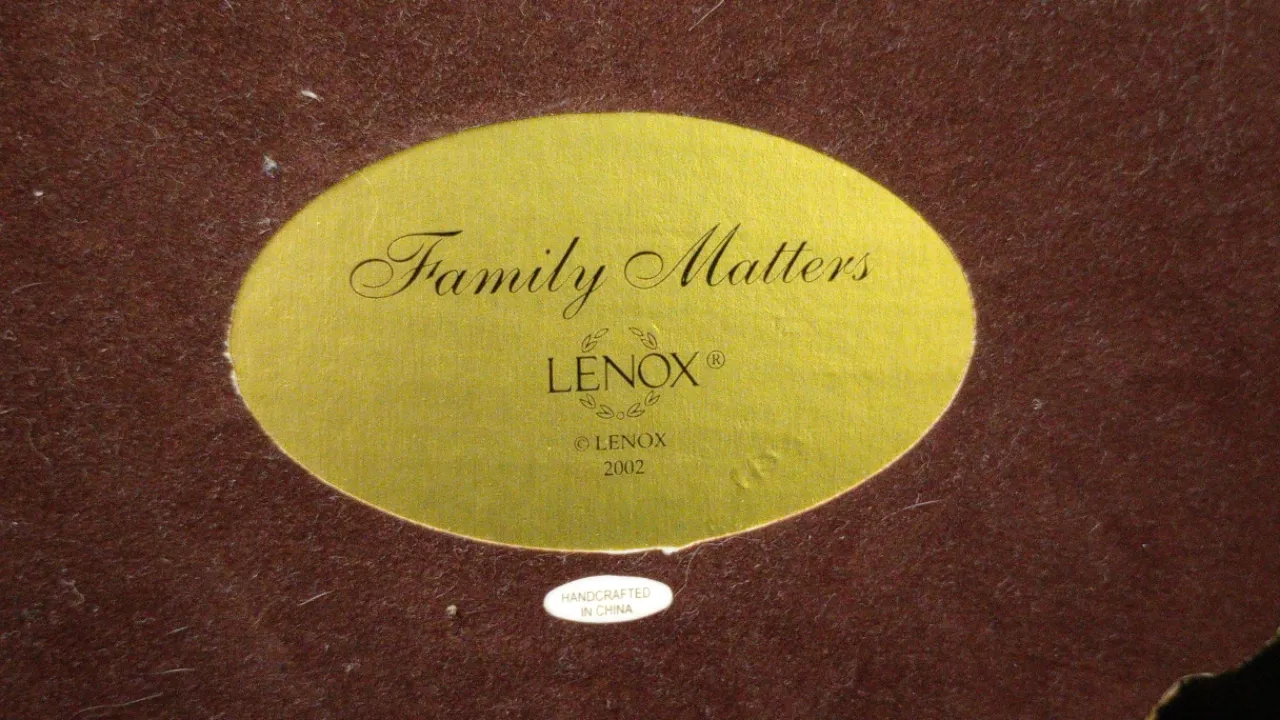 Family Matters
LENOX®
© LENOX
2002
HANDCRAFTED
IN CHINA